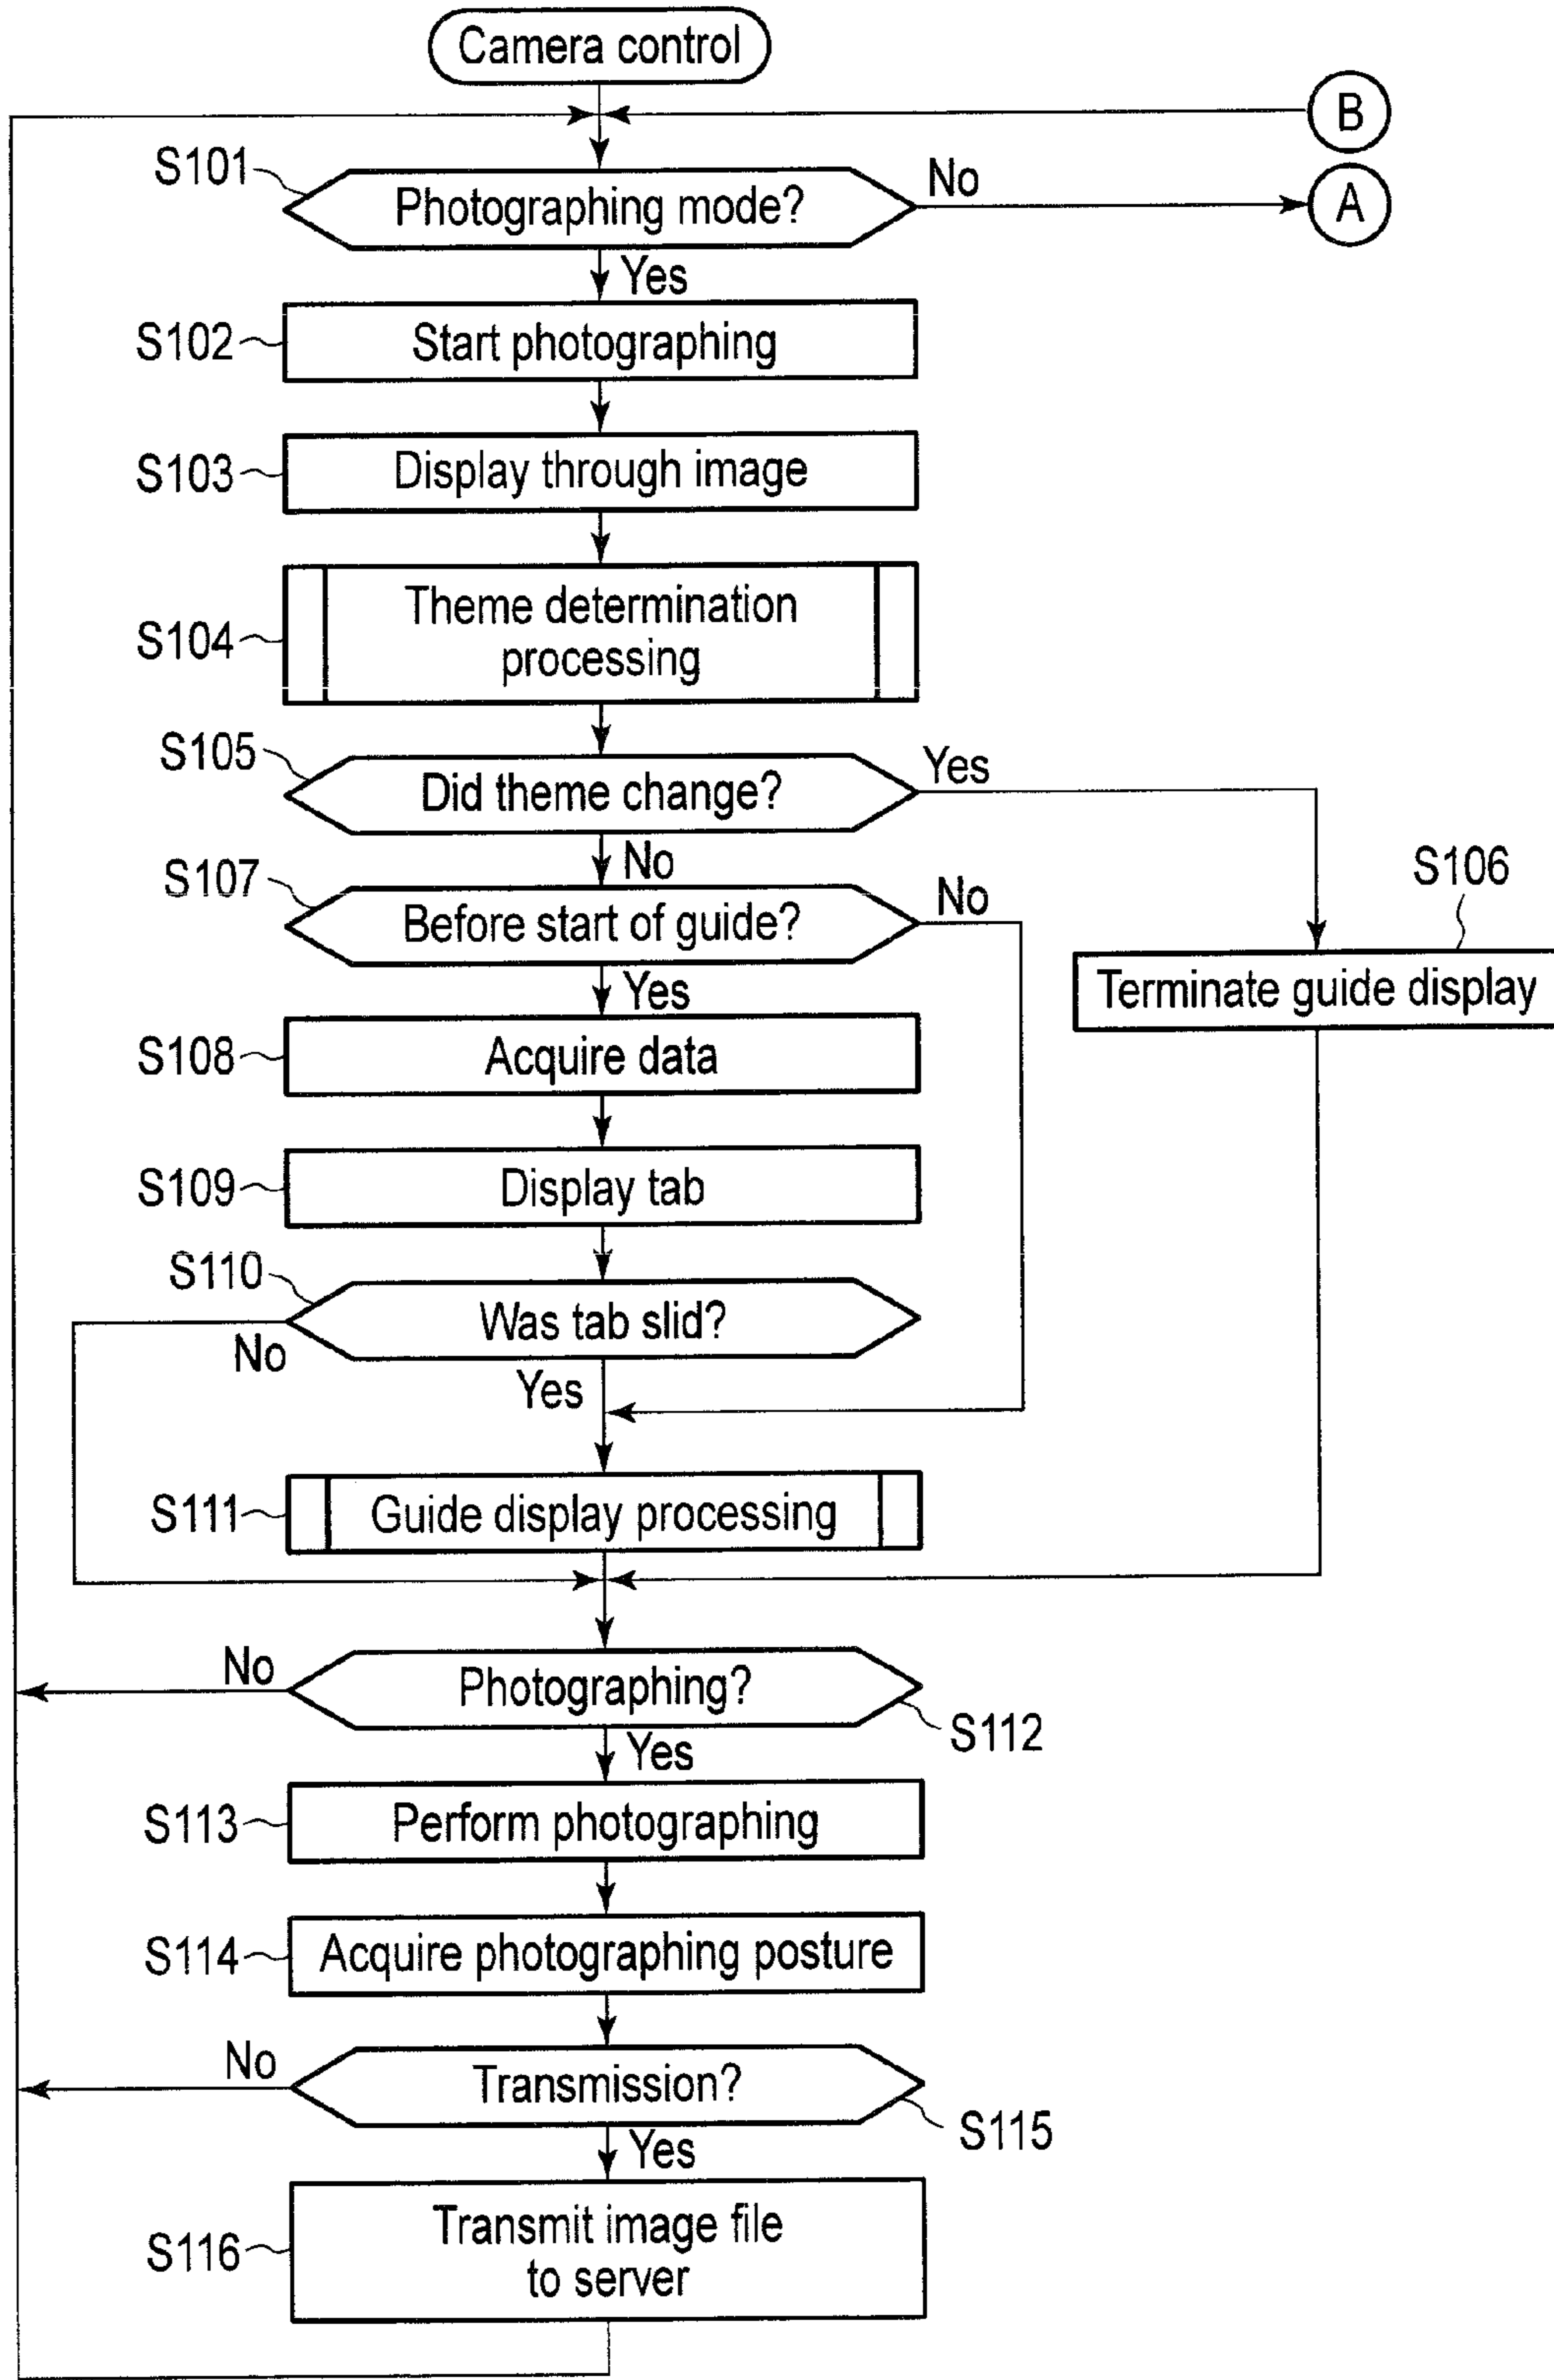 Camera control
B
S101
Photographing mode?
No
A
Yes
S102
Start photographing
S103
Display through image
S104
Theme determination
processing
S105
Did theme change?
Yes
No
S107
Before start of guide?
No
S106
Terminate guide display
Yes
S108
Acquire data
S109
Display tab
S110
Was tab slid?
No
Yes
S111
Guide display processing
No
Photographing?
S112
Yes
S113
Perform photographing
S114
Acquire photographing posture
No
Transmission?
S115
Yes
S116
Transmit image file
to server